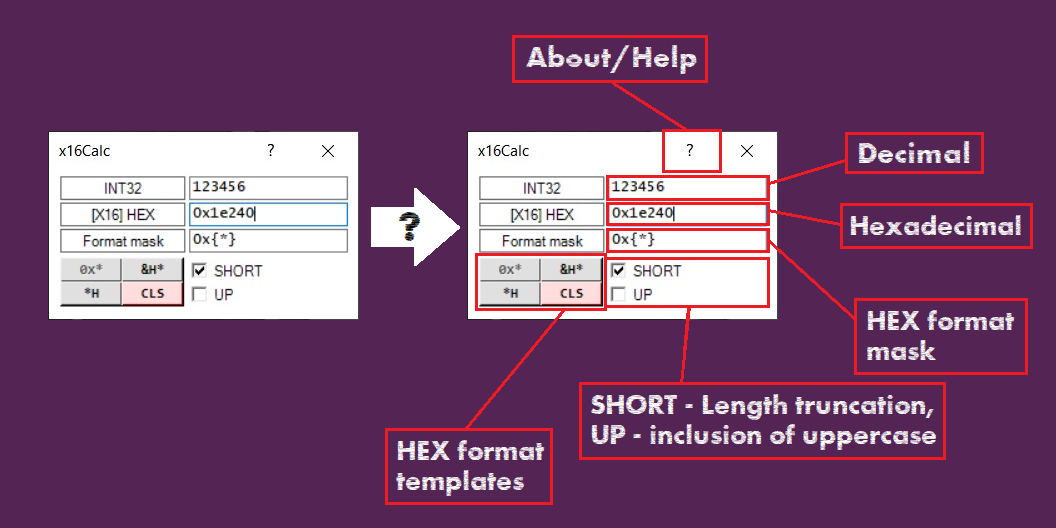 About/Help
x16Calc ?
INT32 123456
[X16] HEX 0x1e240
Format mask 0x{*}
0x* &H* SHORT
*H CLS UP
?
x16Calc ?
INT32 123456
[X16] HEX 0x1e240
Format mask 0x{*}
0x* &H* SHORT
*H CLS UP
Decimal
Hexadecimal
HEX format
mask
SHORT - Length truncation,
UP - inclusion of uppercase
HEX format
templates